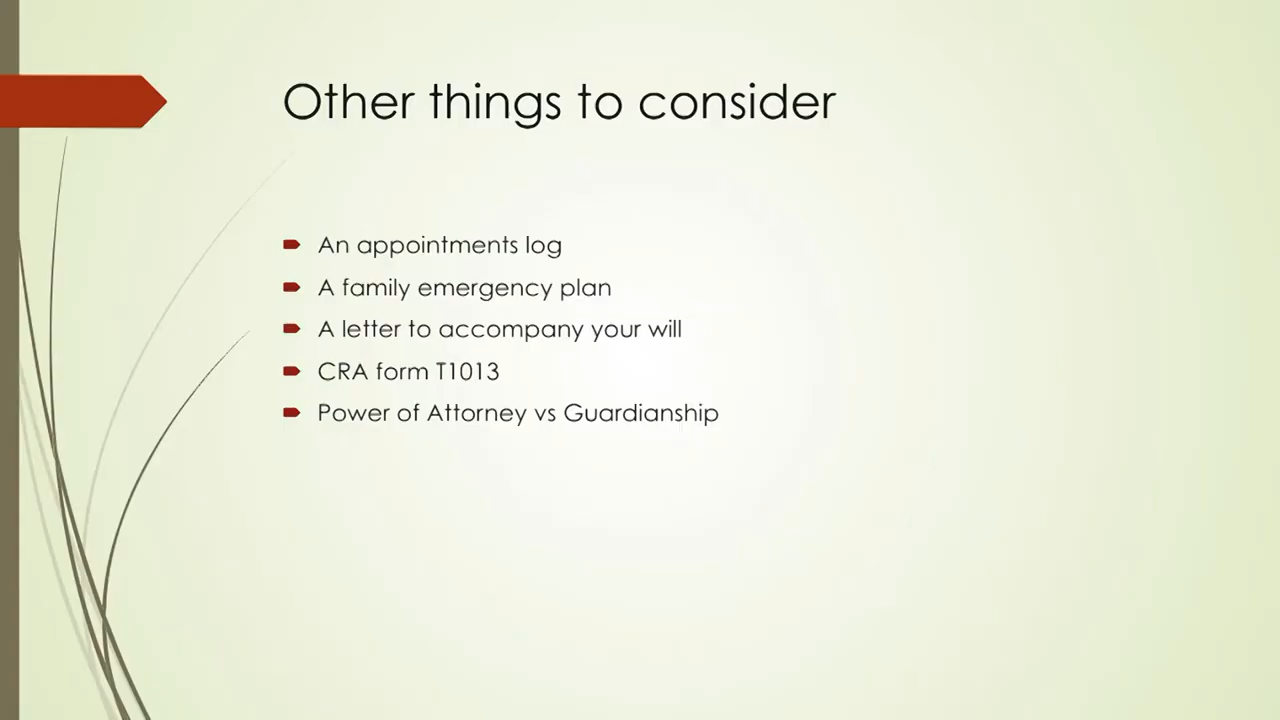 Other things to consider
An appointments log
A family emergency plan
A letter to accompany your will
CRA form T1013
Power of Attorney vs Guardianship